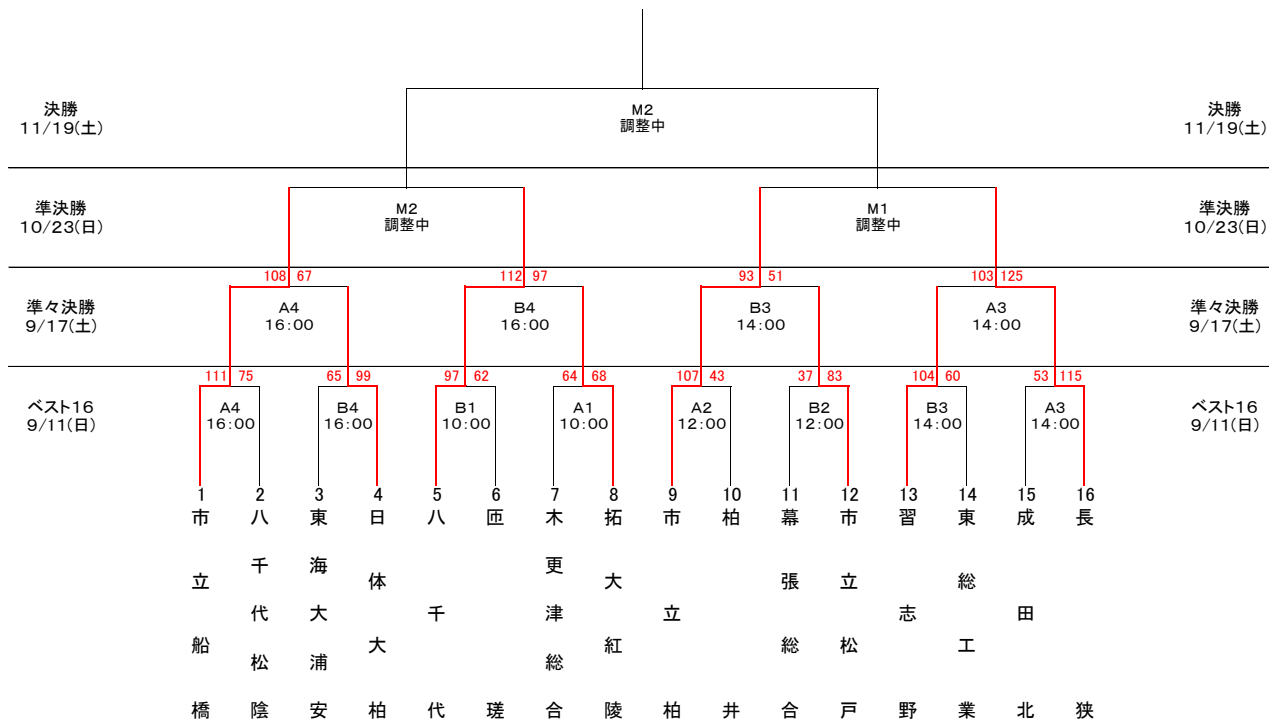 決勝
11/19(土)
M2
調整中
決勝
11/19(土)
準決勝
10/23(日)
M2
調整中
M1
調整中
準決勝
10/23(日)
108 67
112 97
93 51
103 125
準々決勝
9/17(土)
A4
16:00
B4
16:00
B3
14:00
A3
14:00
準々決勝
9/17(土)
111 75
65 99
97 62
64 68
107 43
37 83
104 60
53 115
ベスト16
9/11(日)
A4
16:00
B4
16:00
B1
10:00
A1
10:00
A2
12:00
B2
12:00
B3
14:00
A3
14:00
ベスト16
9/11(日)
1 市立船橋
2 八千代松陰
3 東海大浦安
4 日体大柏
5 八千代
6 匝瑳
7 木更津総合
8 拓大紅陵
9 市立柏
10 柏井
11 幕張総合
12 市立松戸
13 習志野
14 東総工業
15 成田北
16 長狭